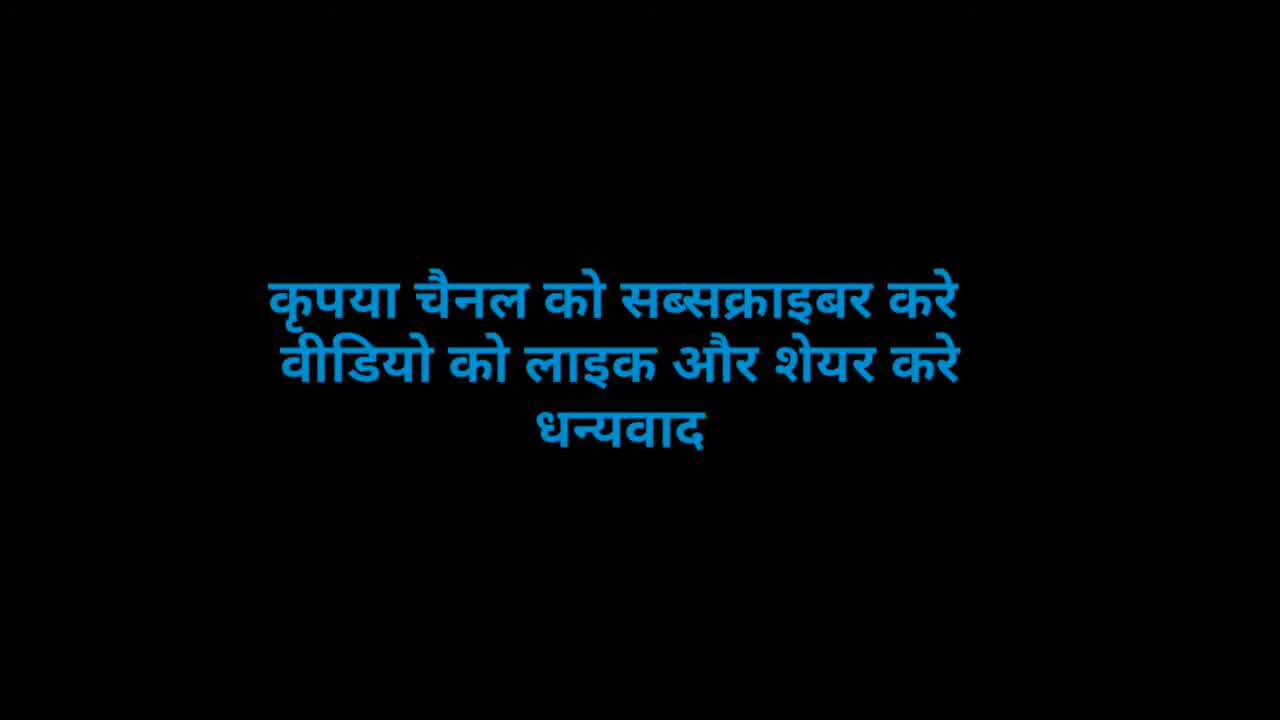 कृपया चैनल को सब्सक्राइबर करे
वीडियो को लाइक और शेयर करे
धन्यवाद